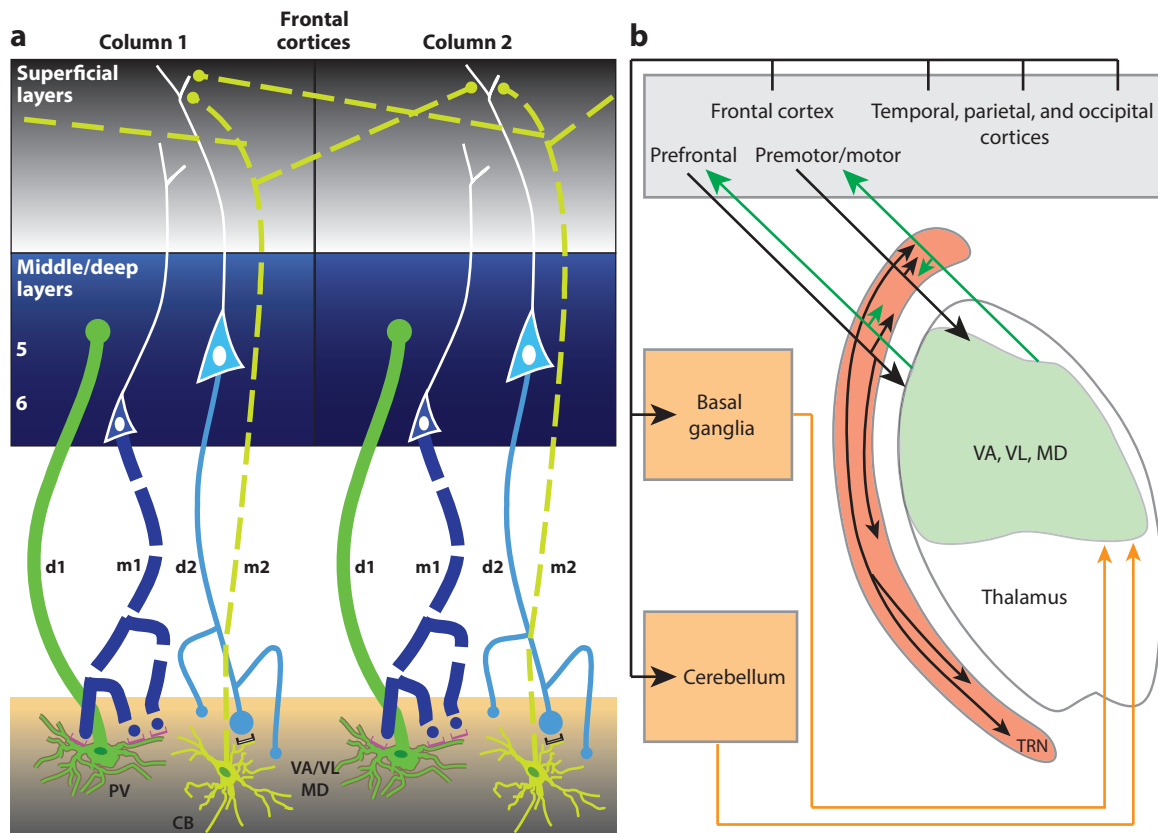 a
Column 1
Frontal
cortices
Column 2
Superficial
layers
Middle/deep
layers
5
6
d1
m1
d2
m2
d1
m1
d2
m2
PV
CB
VA/VL
MD
PV
CB
b
Frontal cortex
Temporal, parietal, and occipital
cortices
Prefrontal
Premotor/motor
Basal
ganglia
VA, VL, MD
Thalamus
Cerebellum
TRN